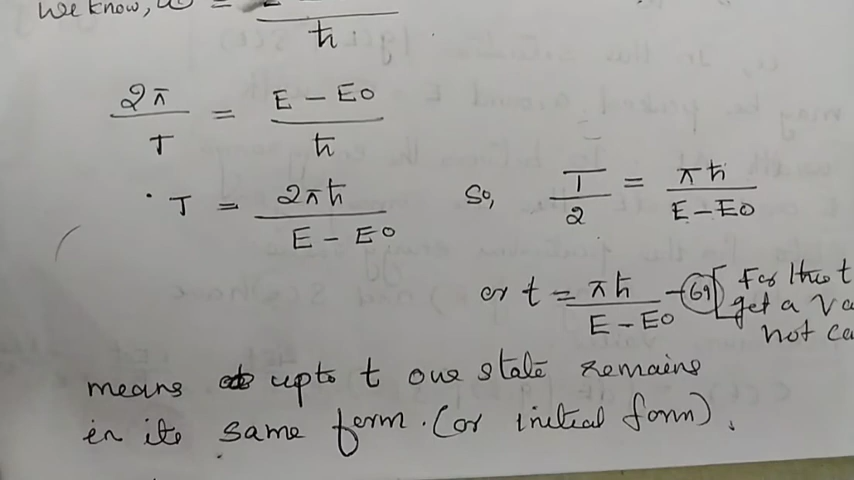 We know, ω =
ħ
2π / T = E - E0 / ħ
T = 2πħ / E - E0 So, T / 2 = πħ / E - E0
or t = πħ / E - E0 - (69) [ For this t
get a va
not ca
means upto t our state remains
in its same form. (or initial form).